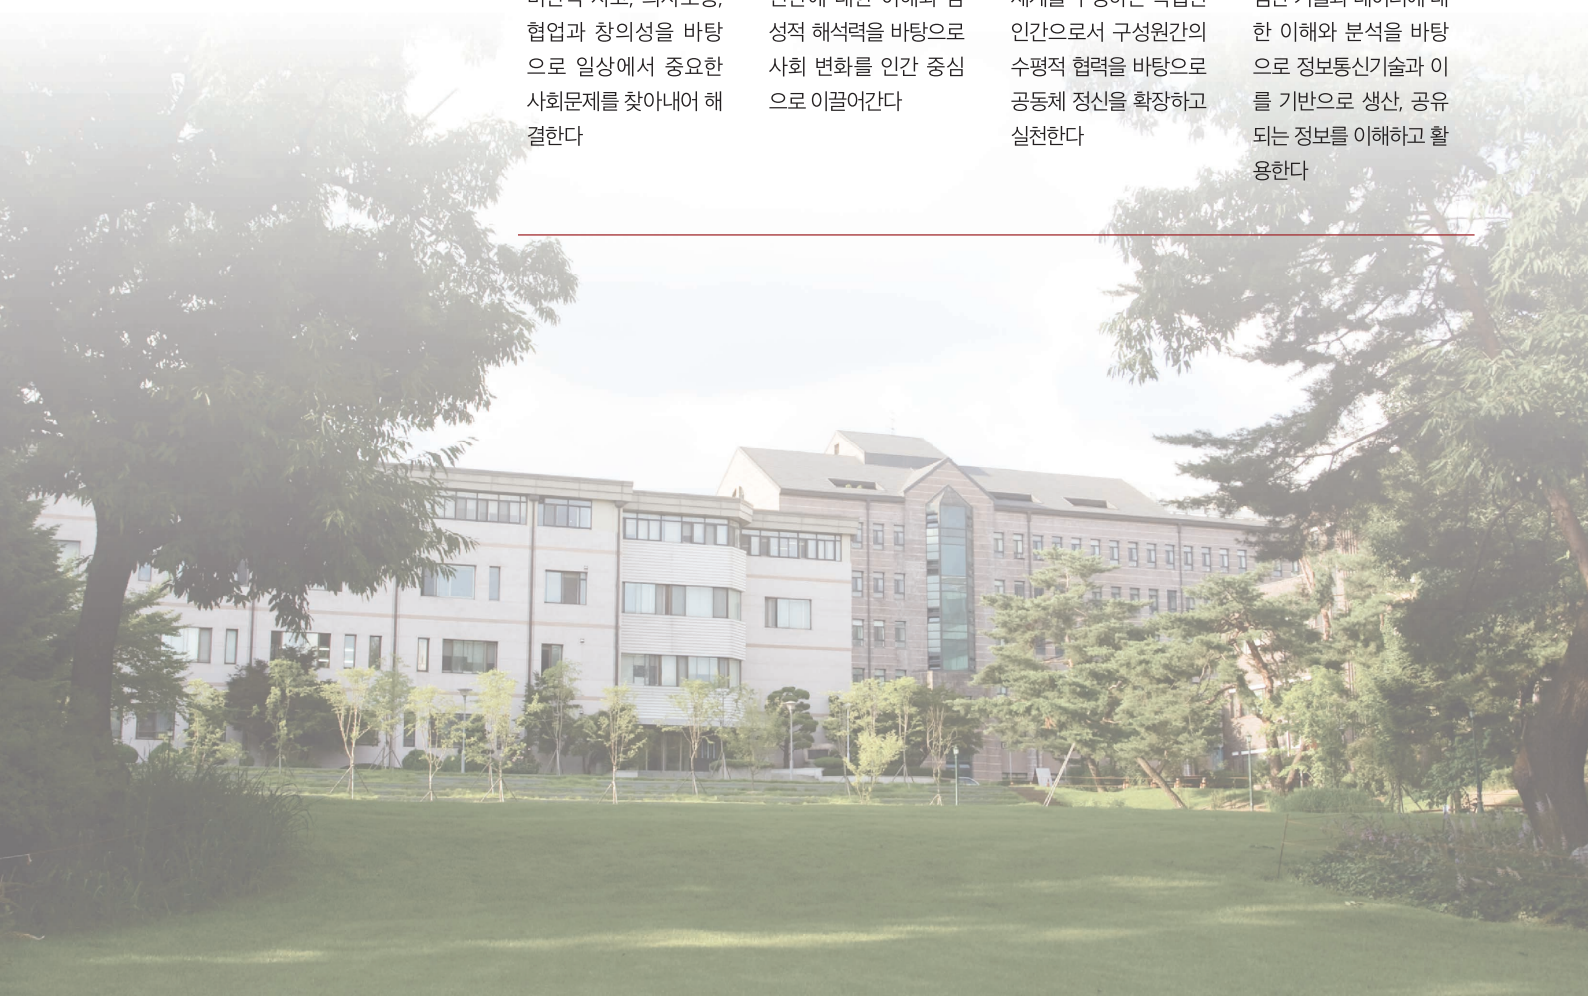 협업과 창의성을 바탕
으로 일상에서 중요한
사회문제를 찾아내어 해
결한다
성적 해석력을 바탕으로
사회 변화를 인간 중심
으로 이끌어간다
인간으로서 구성원간의
수평적 협력을 바탕으로
공동체 정신을 확장하고
실천한다
한 이해와 분석을 바탕
으로 정보통신기술과 이
를 기반으로 생산, 공유
되는 정보를 이해하고 활
용한다